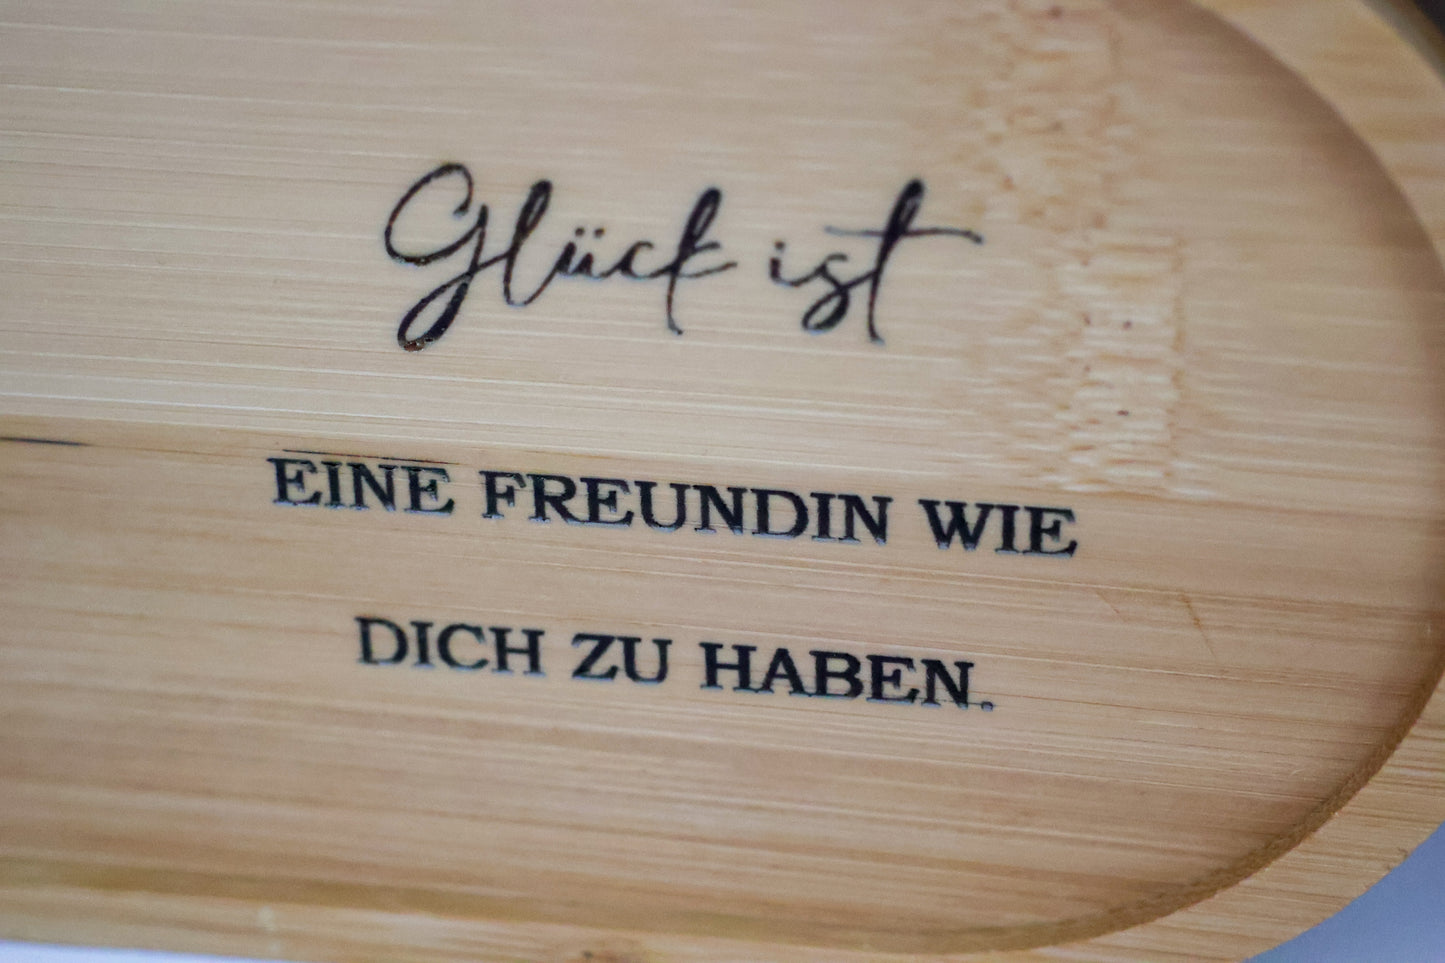 Glück ist
EINE FREUNDIN WIE
DICH ZU HABEN.